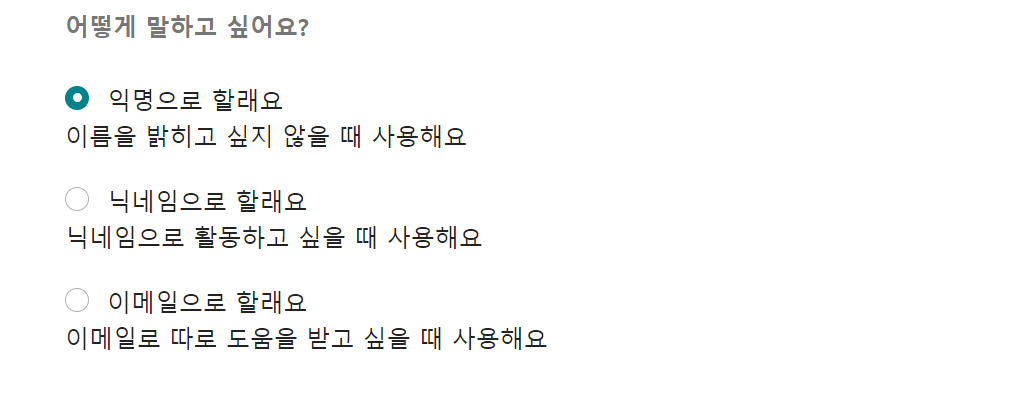 어떻게 말하고 싶어요?
익명으로 할래요
이름을 밝히고 싶지 않을 때 사용해요
닉네임으로 할래요
닉네임으로 활동하고 싶을 때 사용해요
이메일으로 할래요
이메일로 따로 도움을 받고 싶을 때 사용해요